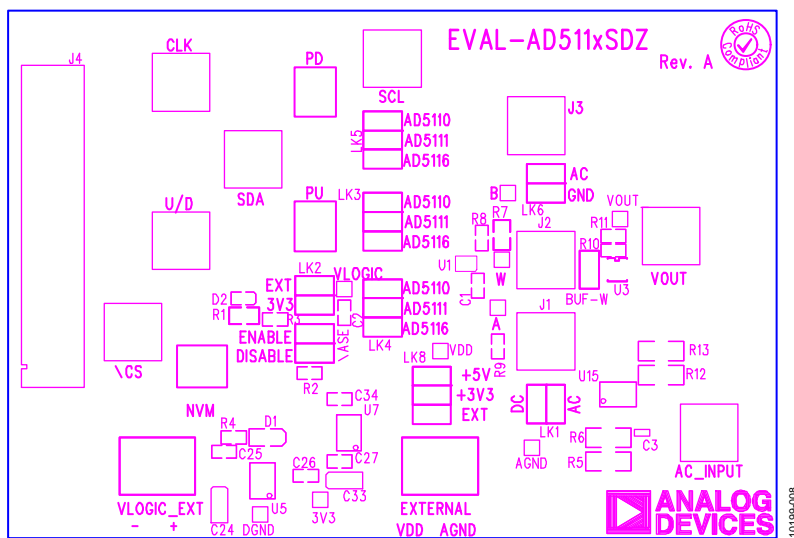 EVAL-AD511xSDZ
Rev. A
RoHS
Compliant
J4
CLK
PD
SCL
J3
LK5
AD5110
AD5111
AD5116
SDA
AC
GND
LK6
B
U/D
PU
LK3
AD5110
AD5111
AD5116
R8
R7
J2
VOUT
R11
R10
VOUT
U1
W
U3
BUF-W
C1
LK2
VLOGIC
EXT
3V3
AD5110
AD5111
AD5116
LK4
C2
D2
R1
R3
ENABLE
DISABLE
\ASE
A
J1
R9
\CS
R2
VDD
LK8
+5V
+3V3
EXT
U15
R13
R12
NVM
C34
U7
DC
AC
LK1
R4
D1
C25
R6
C3
R5
AGND
AC_INPUT
C26
C27
VLOGIC_EXT
- +
C24
U5
DGND
3V3
C33
EXTERNAL
VDD AGND
ANALOG
DEVICES
10199-008